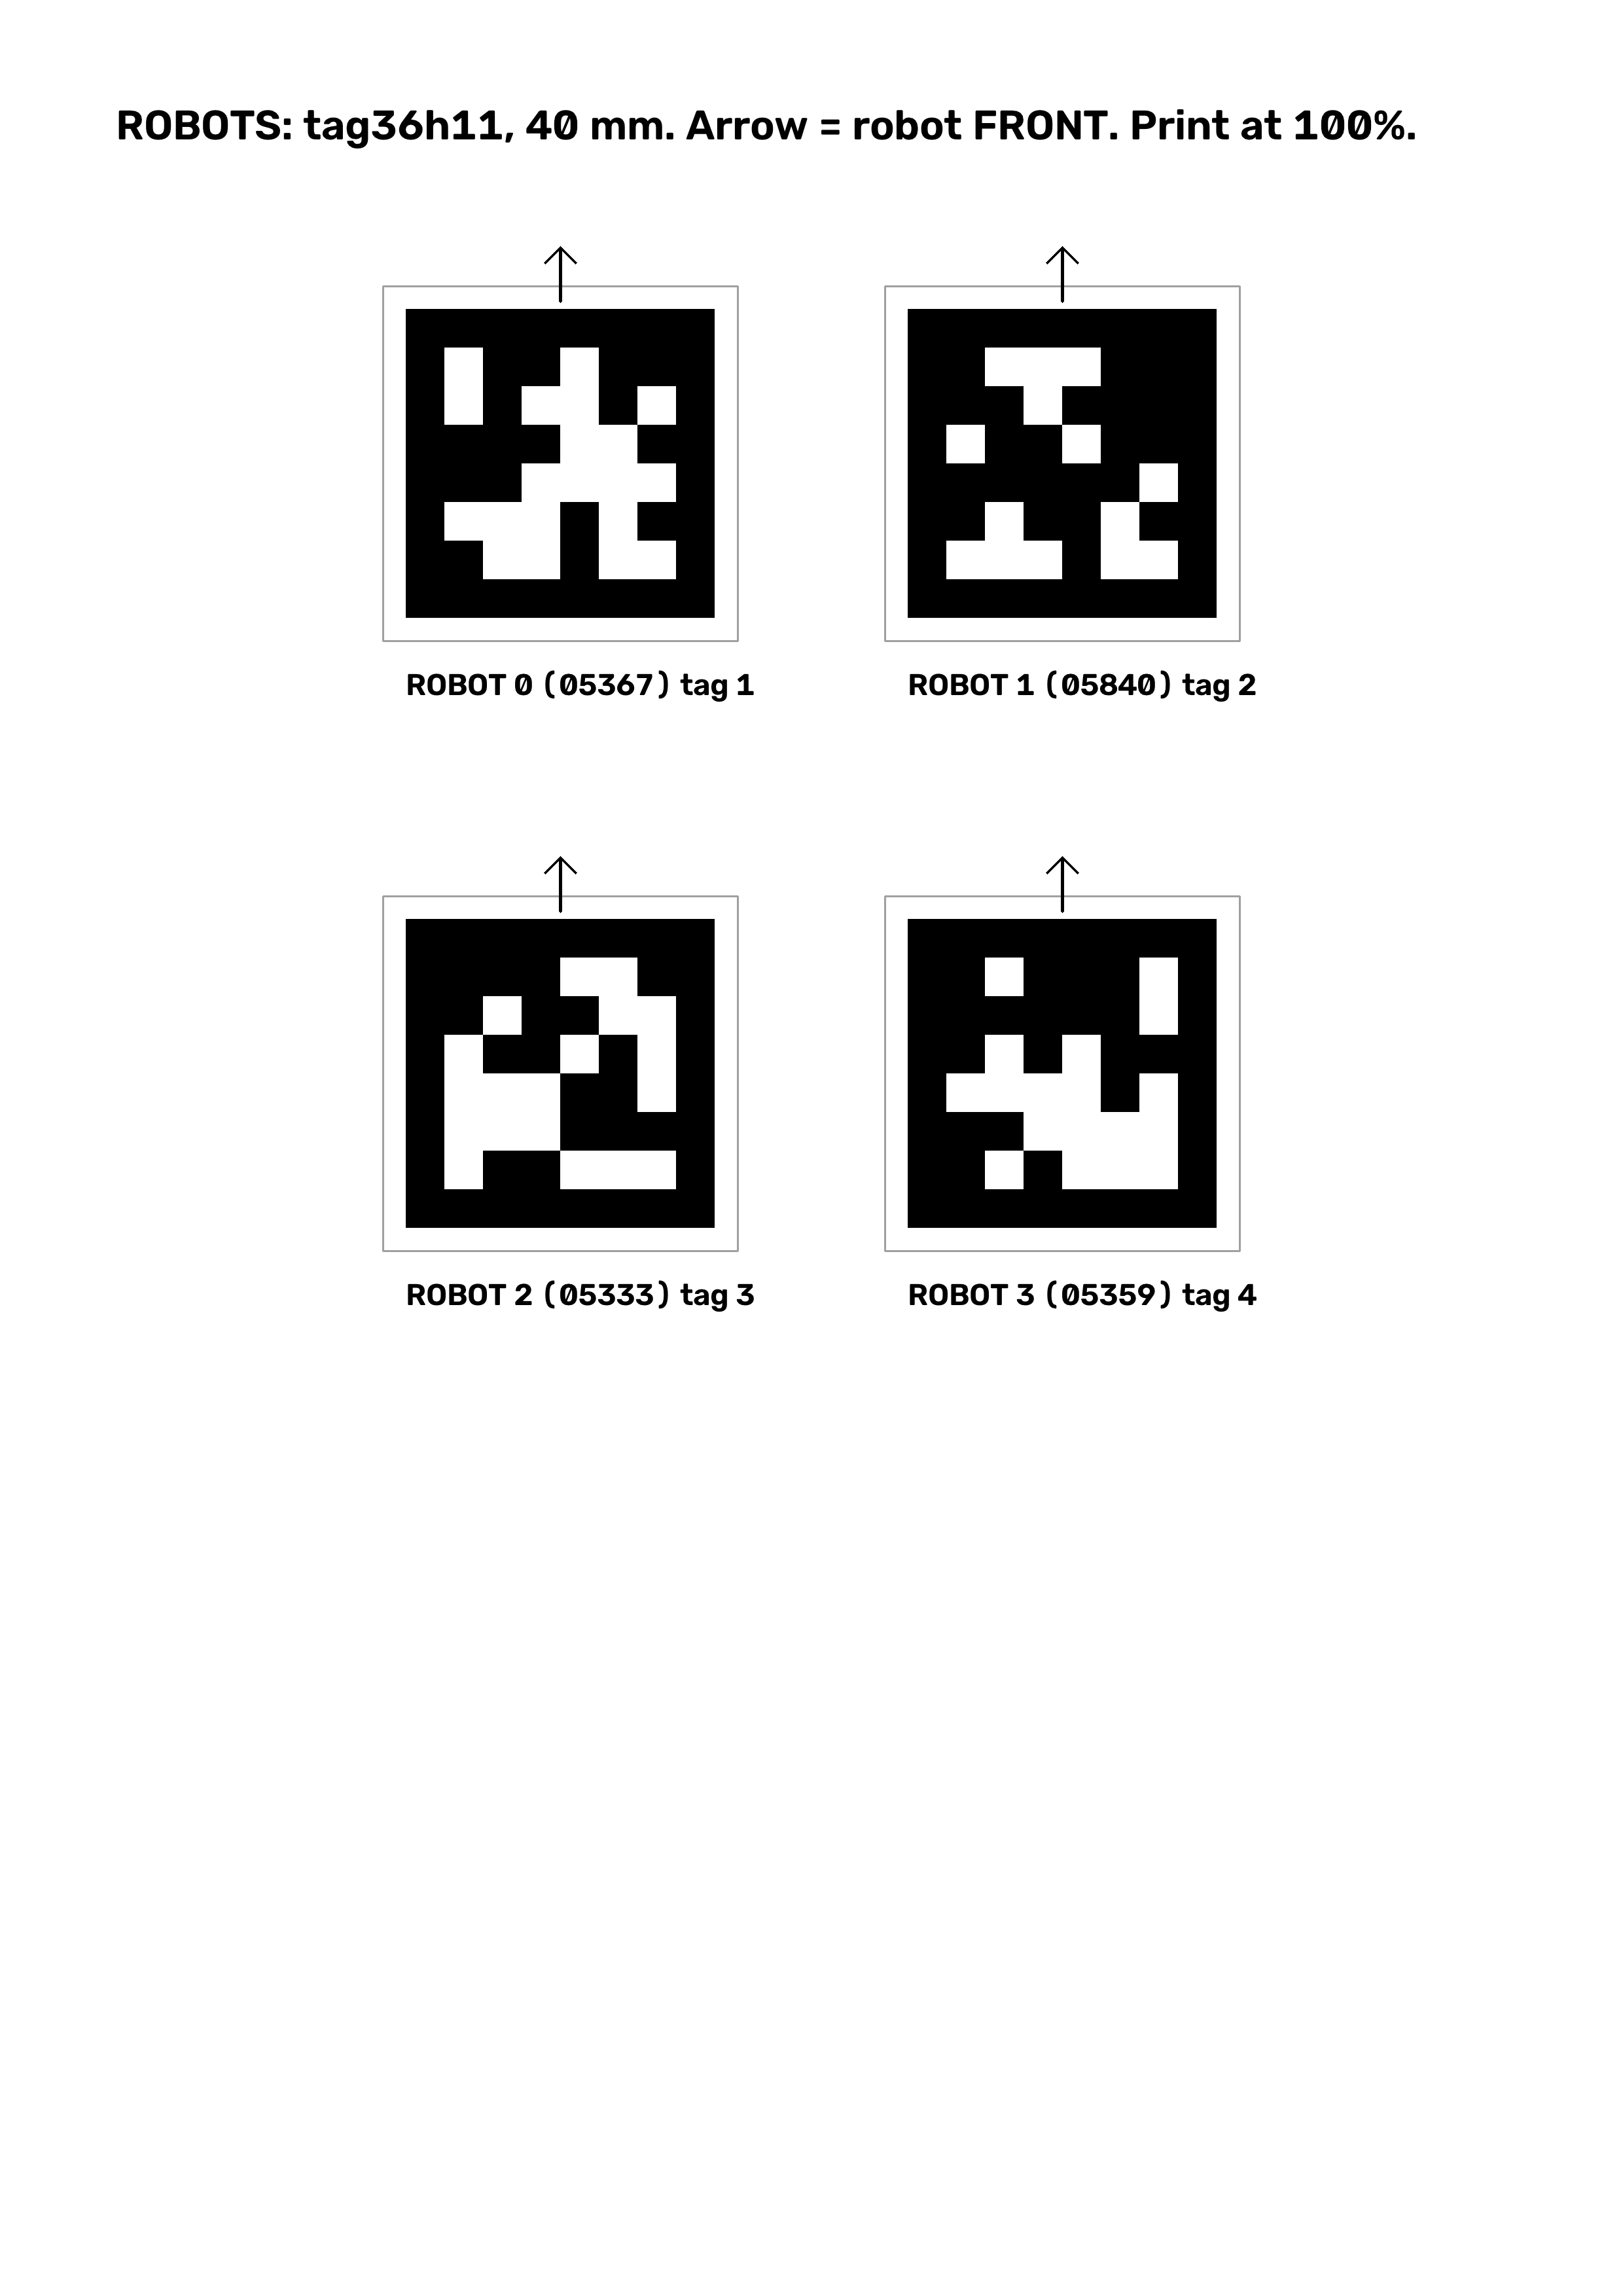 ROBOTS: tag36h11, 40 mm. Arrow = robot FRONT. Print at 100%.
ROBOT 0 (05367) tag 1
ROBOT 1 (05840) tag 2
ROBOT 2 (05333) tag 3
ROBOT 3 (05359) tag 4